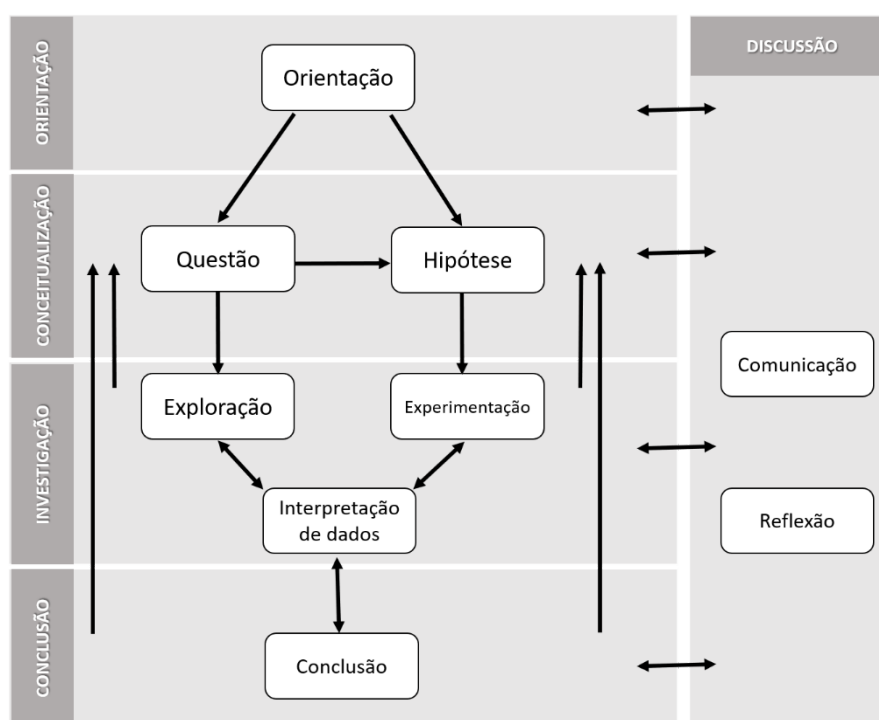 ORIENTAÇÃO
Orientação
CONCEITUALIZAÇÃO
Questão
Hipótese
INVESTIGAÇÃO
Exploração
Experimentação
Interpretação
de dados
CONCLUSÃO
Conclusão
DISCUSSÃO
Comunicação
Reflexão